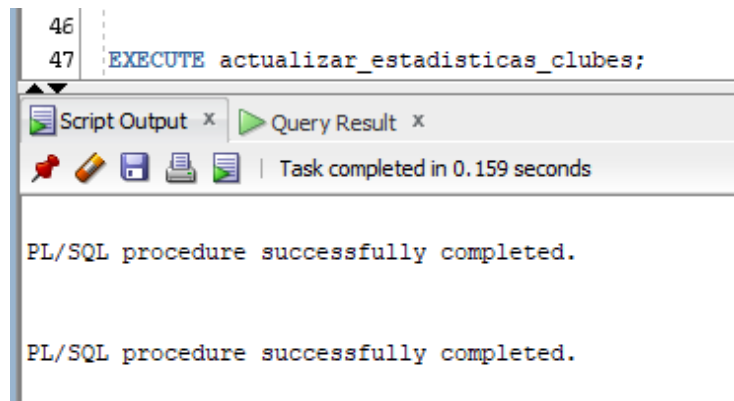 46
47 EXECUTE actualizar_estadisticas_clubes;
Script Output x Query Result x
Task completed in 0.159 seconds
PL/SQL procedure successfully completed.
PL/SQL procedure successfully completed.